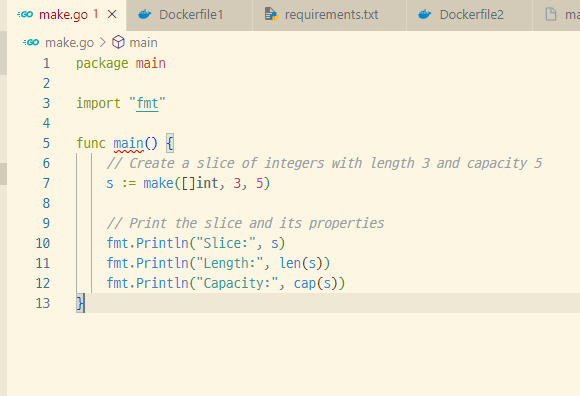 GO make.go 1 × Dockerfile1 requirements.txt Dockerfile2 ma
GO make.go > main
1 package main
2
3 import "fmt"
4
5 func main() {
6 // Create a slice of integers with length 3 and capacity 5
7 s := make([]int, 3, 5)
8
9 // Print the slice and its properties
10 fmt.Println("Slice:", s)
11 fmt.Println("Length:", len(s))
12 fmt.Println("Capacity:", cap(s))
13 }